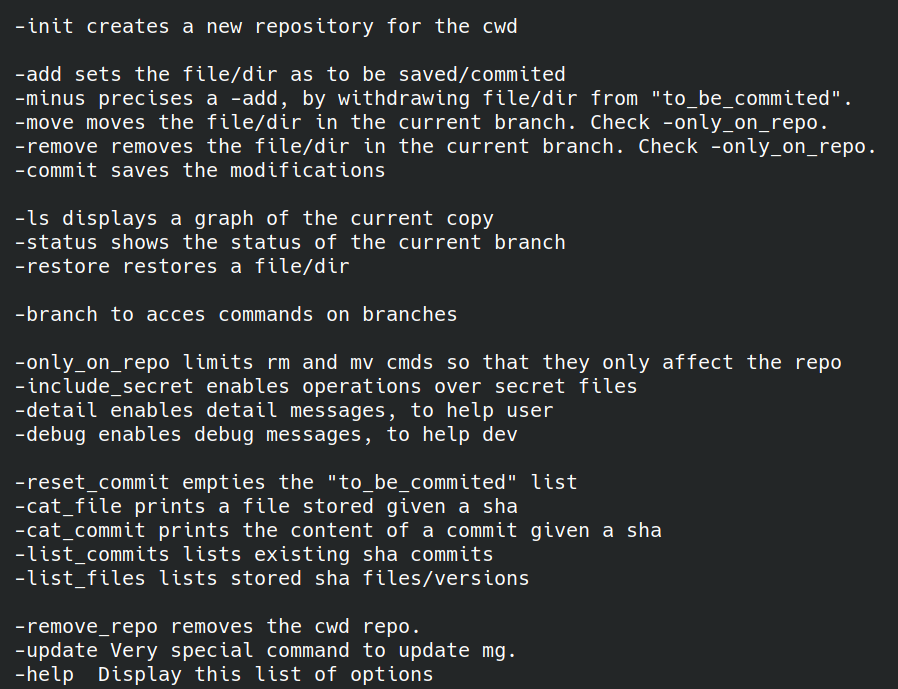 -init creates a new repository for the cwd
-add sets the file/dir as to be saved/commited
-minus precises a -add, by withdrawing file/dir from "to_be_commited".
-move moves the file/dir in the current branch. Check -only_on_repo.
-remove removes the file/dir in the current branch. Check -only_on_repo.
-commit saves the modifications
-ls displays a graph of the current copy
-status shows the status of the current branch
-restore restores a file/dir
-branch to acces commands on branches
-only_on_repo limits rm and mv cmds so that they only affect the repo
-include_secret enables operations over secret files
-detail enables detail messages, to help user
-debug enables debug messages, to help dev
-reset_commit empties the "to_be_commited" list
-cat_file prints a file stored given a sha
-cat_commit prints the content of a commit given a sha
-list_commits lists existing sha commits
-list_files lists stored sha files/versions
-remove_repo removes the cwd repo.
-update Very special command to update mg.
-help  Display this list of options